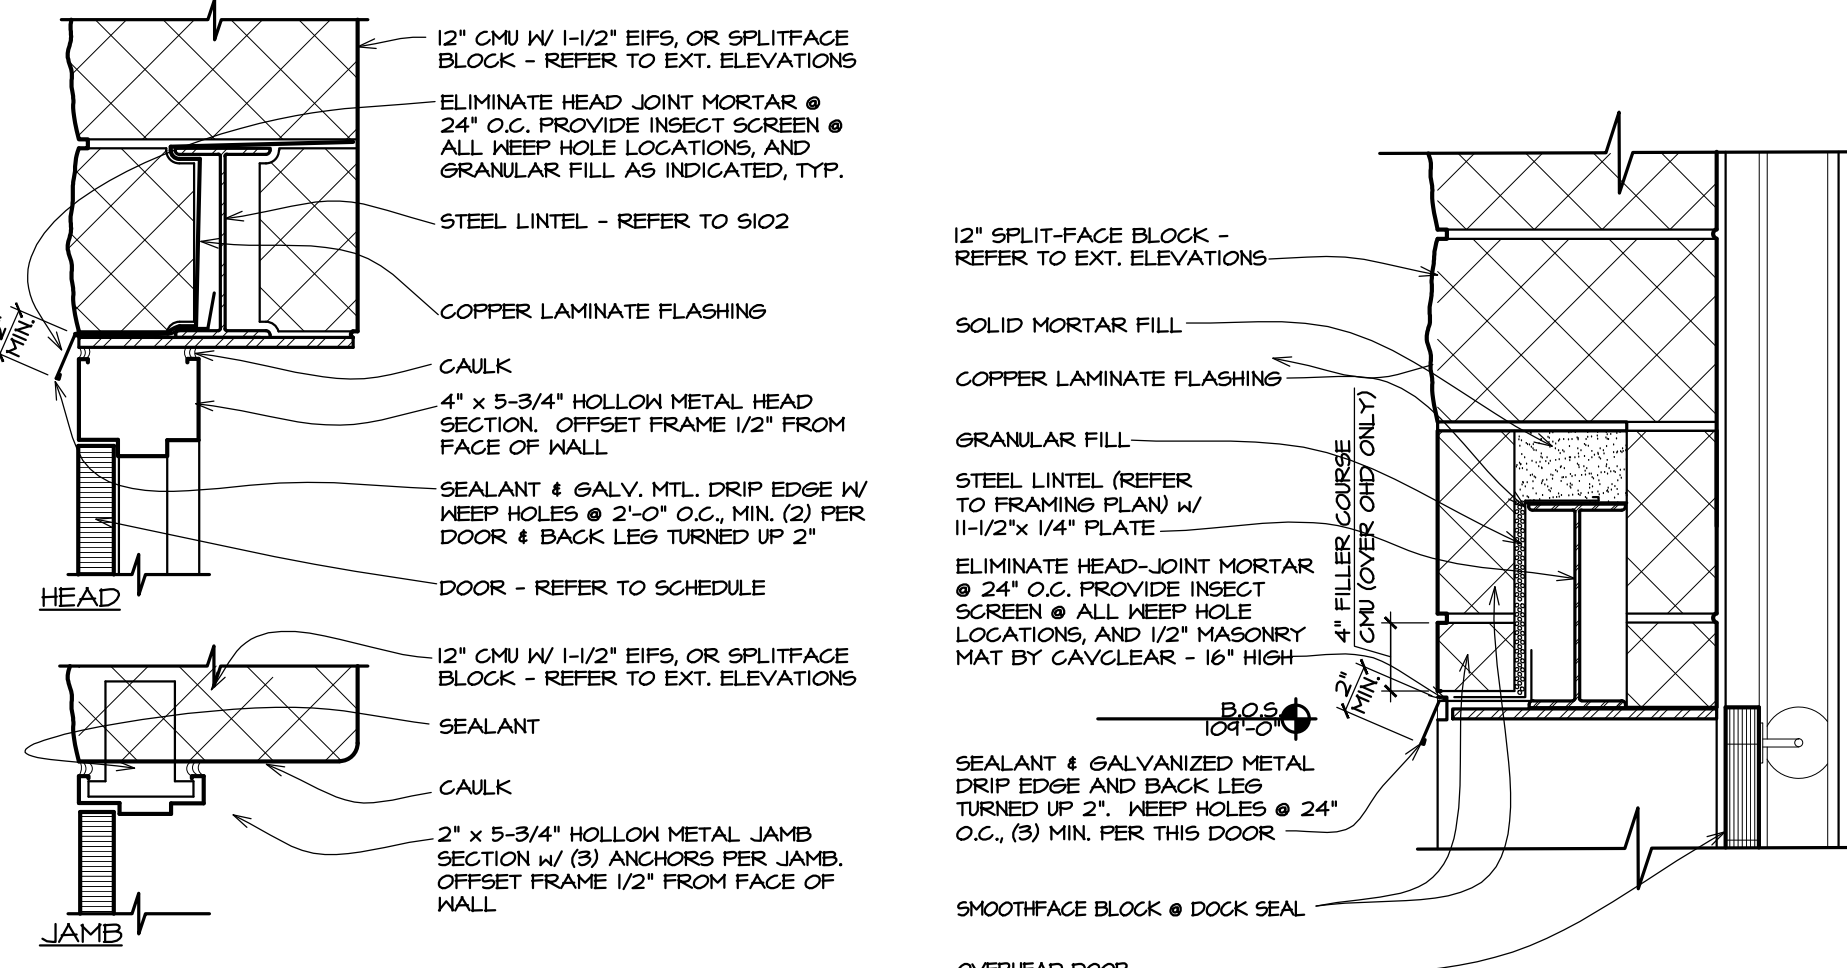 12" CMU W/ 1-1/2" EIFS, OR SPLITFACE
BLOCK - REFER TO EXT. ELEVATIONS
ELIMINATE HEAD JOINT MORTAR @
24" O.C. PROVIDE INSECT SCREEN @
ALL WEEP HOLE LOCATIONS, AND
GRANULAR FILL AS INDICATED, TYP.
STEEL LINTEL - REFER TO S102
COPPER LAMINATE FLASHING
MIN.
CAULK
4" x 5-3/4" HOLLOW METAL HEAD
SECTION. OFFSET FRAME 1/2" FROM
FACE OF WALL
SEALANT & GALV. MTL. DRIP EDGE W/
WEEP HOLES @ 2'-0" O.C., MIN. (2) PER
DOOR & BACK LEG TURNED UP 2"
DOOR - REFER TO SCHEDULE
HEAD
12" CMU W/ 1-1/2" EIFS, OR SPLITFACE
BLOCK - REFER TO EXT. ELEVATIONS
SEALANT
CAULK
2" x 5-3/4" HOLLOW METAL JAMB
SECTION W/ (3) ANCHORS PER JAMB.
OFFSET FRAME 1/2" FROM FACE OF
WALL
JAMB
12" SPLIT-FACE BLOCK -
REFER TO EXT. ELEVATIONS
SOLID MORTAR FILL
COPPER LAMINATE FLASHING
GRANULAR FILL
STEEL LINTEL (REFER
TO FRAMING PLAN) W/
11-1/2"x 1/4" PLATE
ELIMINATE HEAD-JOINT MORTAR
@ 24" O.C. PROVIDE INSECT
SCREEN @ ALL WEEP HOLE
LOCATIONS, AND 1/2" MASONRY
MAT BY CAVCLEAR - 16" HIGH
4" FILLER COURSE
CMU (OVER OHD ONLY)
2"
MIN.
B.O.S.
109'-0"
SEALANT & GALVANIZED METAL
DRIP EDGE AND BACK LEG
TURNED UP 2". WEEP HOLES @ 24"
O.C., (3) MIN. PER THIS DOOR
SMOOTHFACE BLOCK @ DOCK SEAL
OVERHEAD DOOR